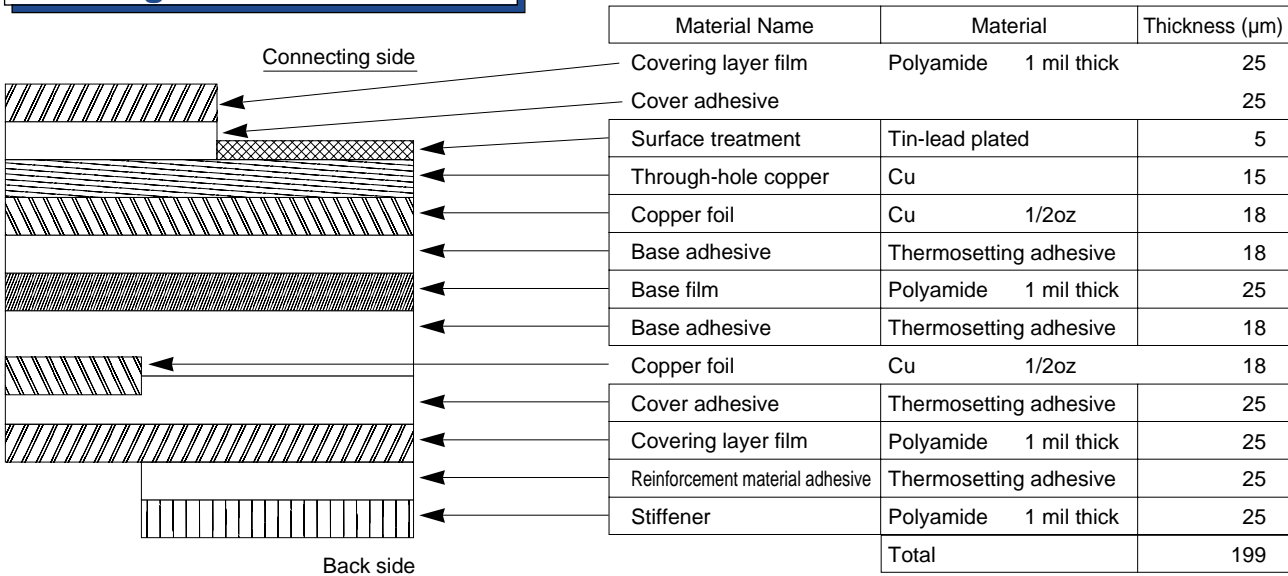 Material Name Material Thickness (µm)
Connecting side
Covering layer film Polyamide 1 mil thick 25
Cover adhesive 25
Surface treatment Tin-lead plated 5
Through-hole copper Cu 15
Copper foil Cu 1/2oz 18
Base adhesive Thermosetting adhesive 18
Base film Polyamide 1 mil thick 25
Base adhesive Thermosetting adhesive 18
Copper foil Cu 1/2oz 18
Cover adhesive Thermosetting adhesive 25
Covering layer film Polyamide 1 mil thick 25
Reinforcement material adhesive Thermosetting adhesive 25
Stiffener Polyamide 1 mil thick 25
Total 199
Back side